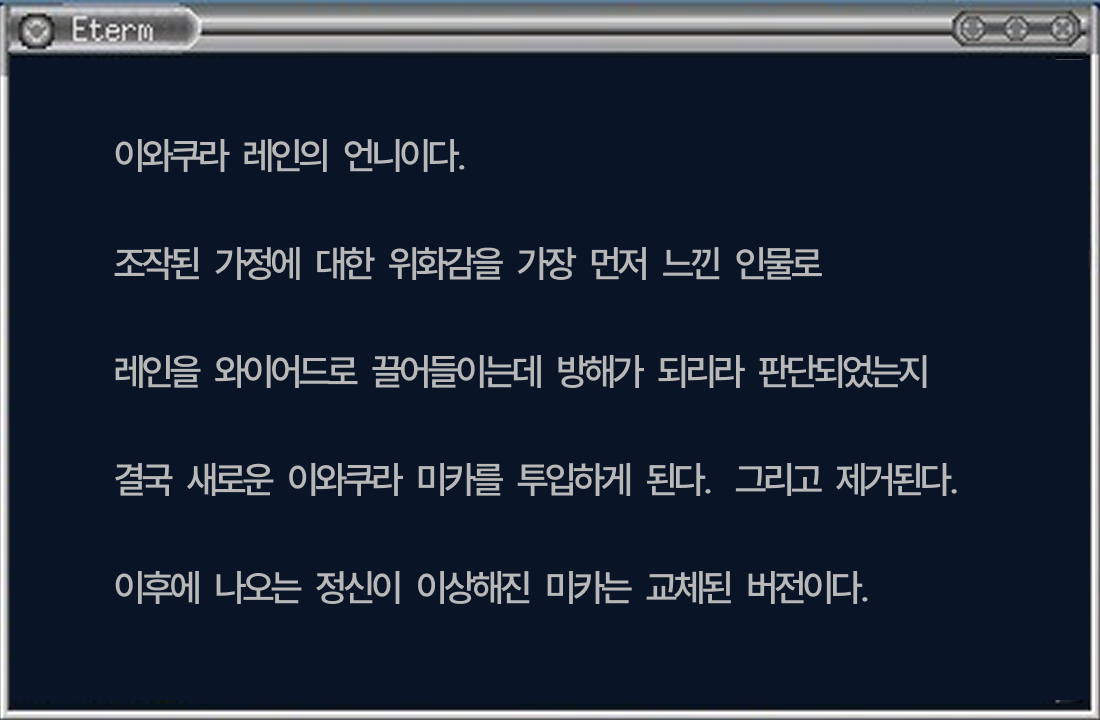 Eterm
이와쿠라 레인의 언니이다.
조작된 가정에 대한 위화감을 가장 먼저 느낀 인물로
레인을 와이어드로 끌어들이는데 방해가 되리라 판단되었는지
결국 새로운 이와쿠라 미카를 투입하게 된다. 그리고 제거된다.
이후에 나오는 정신이 이상해진 미카는 교체된 버전이다.